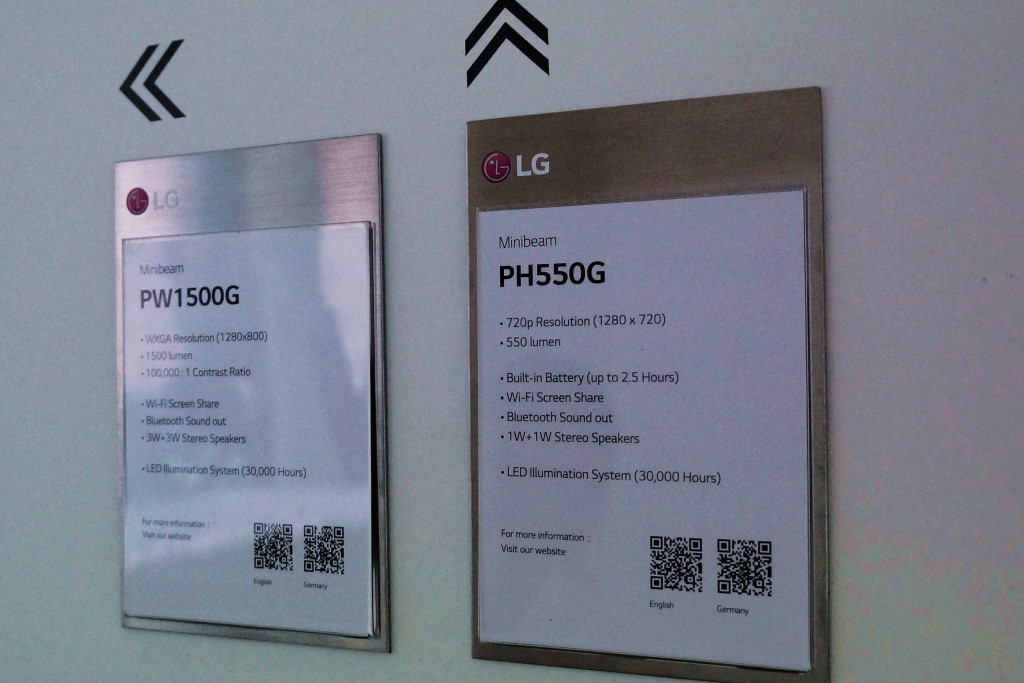 LG
Minibeam
PW1500G
• WXGA Resolution (1280x800)
• 1500 lumen
• 100,000 : 1 Contrast Ratio
• Wi-Fi Screen Share
• Bluetooth Sound out
• 3W+3W Stereo Speakers
• LED Illumination System (30,000 Hours)
For more information :
Visit our website
English
Germany
LG
Minibeam
PH550G
• 720p Resolution (1280 x 720)
• 550 lumen
• Built-in Battery (up to 2.5 Hours)
• Wi-Fi Screen Share
• Bluetooth Sound out
• 1W+1W Stereo Speakers
• LED Illumination System (30,000 Hours)
For more information :
Visit our website
English
Germany